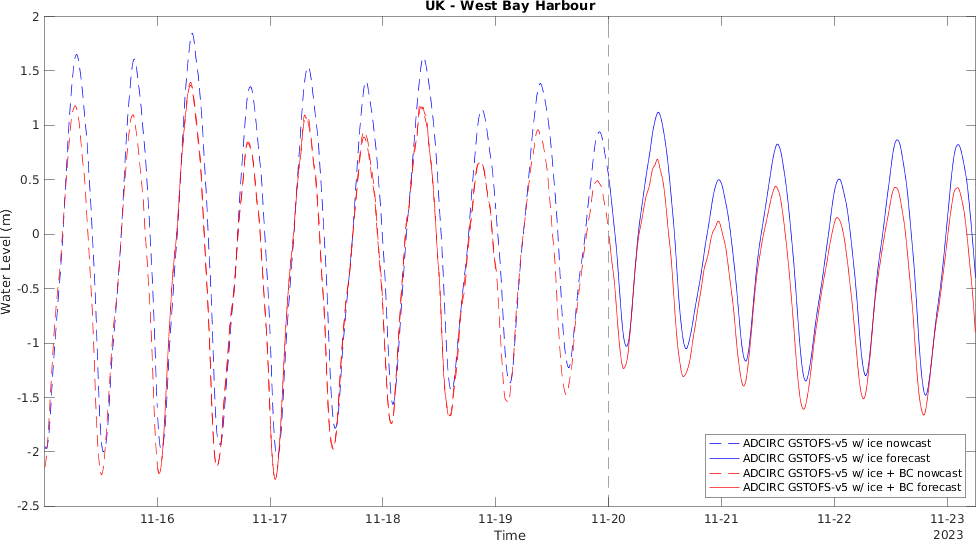 UK - West Bay Harbour
2
1.5
1
0.5
0
-0.5
-1
-1.5
-2
-2.5
Water Level (m)
11-16 11-17 11-18 11-19 11-20 11-21 11-22 11-23
Time 2023
ADCIRC GSTOFS-v5 w/ ice nowcast
ADCIRC GSTOFS-v5 w/ ice forecast
ADCIRC GSTOFS-v5 w/ ice + BC nowcast
ADCIRC GSTOFS-v5 w/ ice + BC forecast